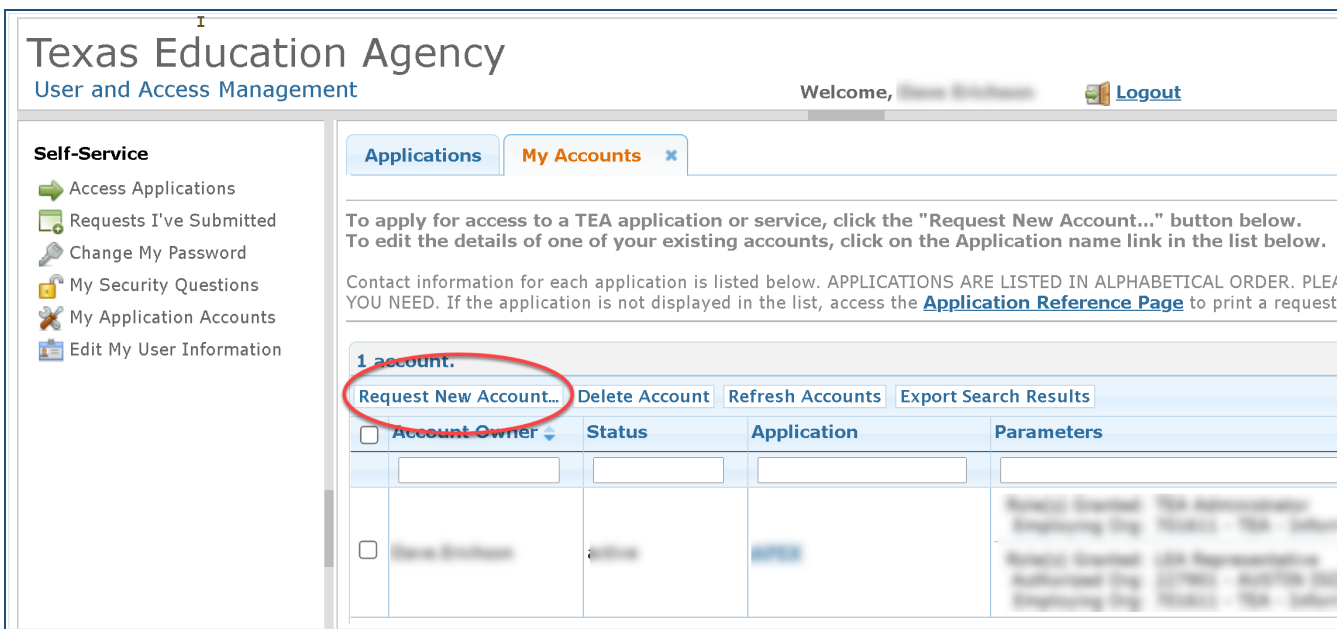 Texas Education Agency
User and Access Management
Welcome,
Logout
Self-Service
Access Applications
Requests I've Submitted
Change My Password
My Security Questions
My Application Accounts
Edit My User Information
Applications
My Accounts
To apply for access to a TEA application or service, click the "Request New Account..." button below.
To edit the details of one of your existing accounts, click on the Application name link in the list below.
Contact information for each application is listed below. APPLICATIONS ARE LISTED IN ALPHABETICAL ORDER.
YOU NEED. If the application is not displayed in the list, access the Application Reference Page to print a request
1 account.
Request New Account... Delete Account Refresh Accounts Export Search Results
Account Owner Status Application Parameters